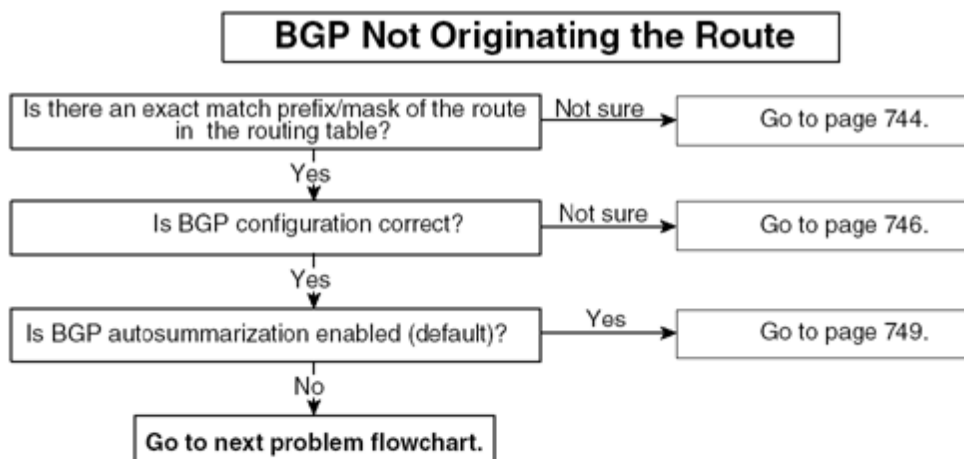 BGP Not Originating the Route
Is there an exact match prefix/mask of the route
in the routing table?
Not sure
Go to page 744.
Yes
Is BGP configuration correct?
Not sure
Go to page 746.
Yes
Is BGP autosummarization enabled (default)?
Yes
Go to page 749.
No
Go to next problem flowchart.